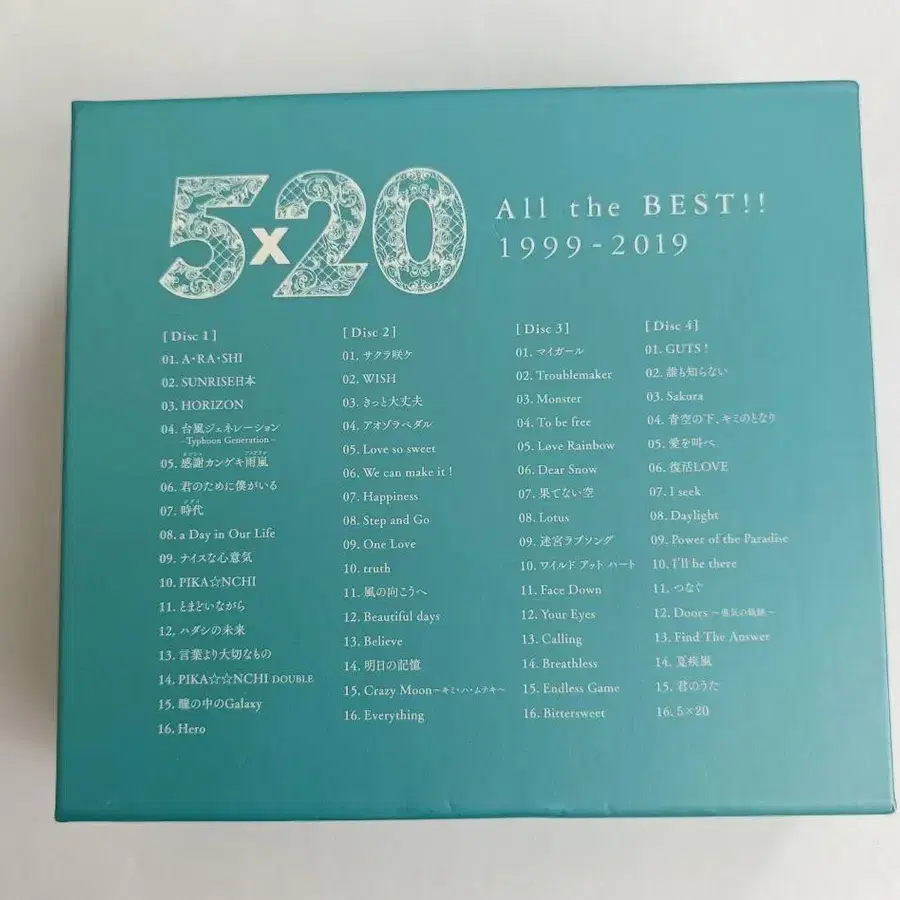 5x20
All the BEST!!
1999-2019
[Disc 1]
01. A・RA・SHI
02. SUNRISE日本
03. HORIZON
04. 台風ジェネレーション
-Typhoon Generation-
05. 感謝カンゲキ雨嵐
06. 君のために僕がいる
07. 時代
08. a Day in Our Life
09. ナイスな心意気
10. PIKA☆NCHI
11. とまどいながら
12. ハダシの未来
13. 言葉より大切なもの
14. PIKA☆☆NCHI DOUBLE
15. 瞳の中のGalaxy
16. Hero
[Disc 2]
01. サクラ咲ケ
02. WISH
03. きっと大丈夫
04. アオゾラペダル
05. Love so sweet
06. We can make it!
07. Happiness
08. Step and Go
09. One Love
10. truth
11. 風の向こうへ
12. Beautiful days
13. Believe
14. 明日の記憶
15. Crazy Moon～キミ・ハ・ムテキ～
16. Everything
[Disc 3]
01. マイガール
02. Troublemaker
03. Monster
04. To be free
05. Løve Rainbow
06. Dear Snow
07. 果てない空
08. Lotus
09. 迷宮ラブソング
10. ワイルド アット ハート
11. Face Down
12. Your Eyes
13. Calling
14. Breathless
15. Endless Game
16. Bittersweet
[Disc 4]
01. GUTS !
02. 誰も知らない
03. Sakura
04. 青空の下、キミのとなり
05. 愛を叫べ
06. 復活LOVE
07. I seek
08. Daylight
09. Power of the Paradise
10. I'll be there
11. つなぐ
12. Doors ～勇気の軌跡～
13. Find The Answer
14. 夏疾風
15. 君のうた
16. 5×20